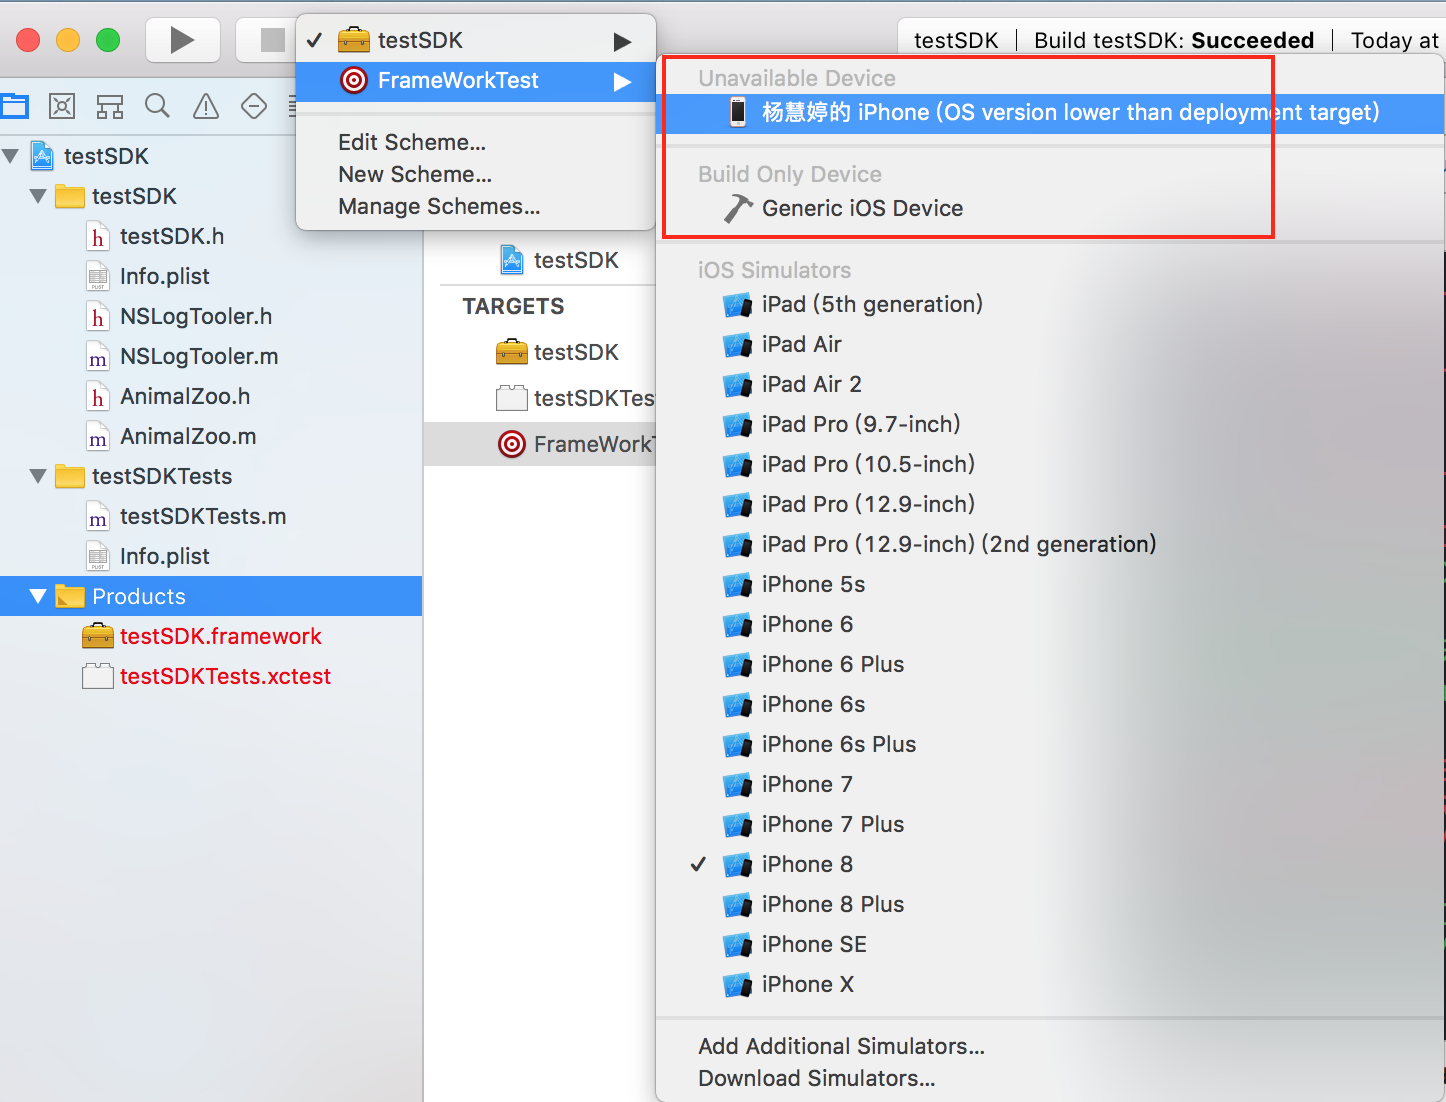 testSDK | Build testSDK: Succeeded | Today at
testSDK
FrameWorkTest
Edit Scheme...
New Scheme...
Manage Schemes...
Unavailable Device
杨慧婷的 iPhone (OS version lower than deployment target)
Build Only Device
Generic iOS Device
iOS Simulators
iPad (5th generation)
iPad Air
iPad Air 2
iPad Pro (9.7-inch)
iPad Pro (10.5-inch)
iPad Pro (12.9-inch)
iPad Pro (12.9-inch) (2nd generation)
iPhone 5s
iPhone 6
iPhone 6 Plus
iPhone 6s
iPhone 6s Plus
iPhone 7
iPhone 7 Plus
iPhone 8
iPhone 8 Plus
iPhone SE
iPhone X
Add Additional Simulators...
Download Simulators...
testSDK
testSDK
h testSDK.h
PLIST Info.plist
h NSLogTooler.h
m NSLogTooler.m
h AnimalZoo.h
m AnimalZoo.m
testSDKTests
m testSDKTests.m
PLIST Info.plist
Products
testSDK.framework
testSDKTests.xctest
testSDK
TARGETS
testSDK
testSDKTes
FrameWorkT